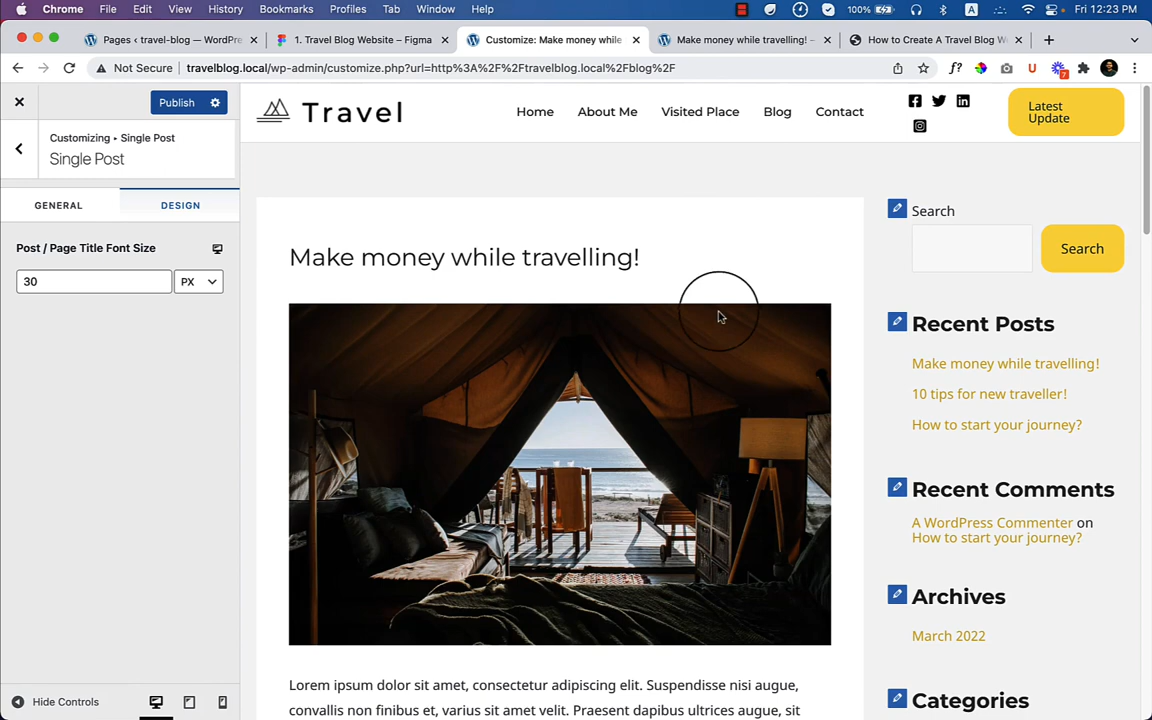 Chrome File Edit View History Bookmarks Profiles Tab Window Help 100% A Fri 12:23 PM
Pages ‹ travel-blog — WordPre
1. Travel Blog Website – Figma
Customize: Make money while
Make money while travelling! –
How to Create A Travel Blog W
Not Secure travelblog.local/wp-admin/customize.php?url=http%3A%2F%2Ftravelblog.local%2Fblog%2F
f? U 7
Publish
Customizing ▸ Single Post
Single Post
GENERAL DESIGN
Post / Page Title Font Size
30 PX
Hide Controls
Travel
Home About Me Visited Place Blog Contact
Latest
Update
Make money while travelling!
Lorem ipsum dolor sit amet, consectetur adipiscing elit. Suspendisse nisi augue,
convallis non finibus et, varius sit amet velit. Praesent dapibus ultrices augue, sit
Search
Search
Recent Posts
Make money while travelling!
10 tips for new traveller!
How to start your journey?
Recent Comments
A WordPress Commenter on
How to start your journey?
Archives
March 2022
Categories